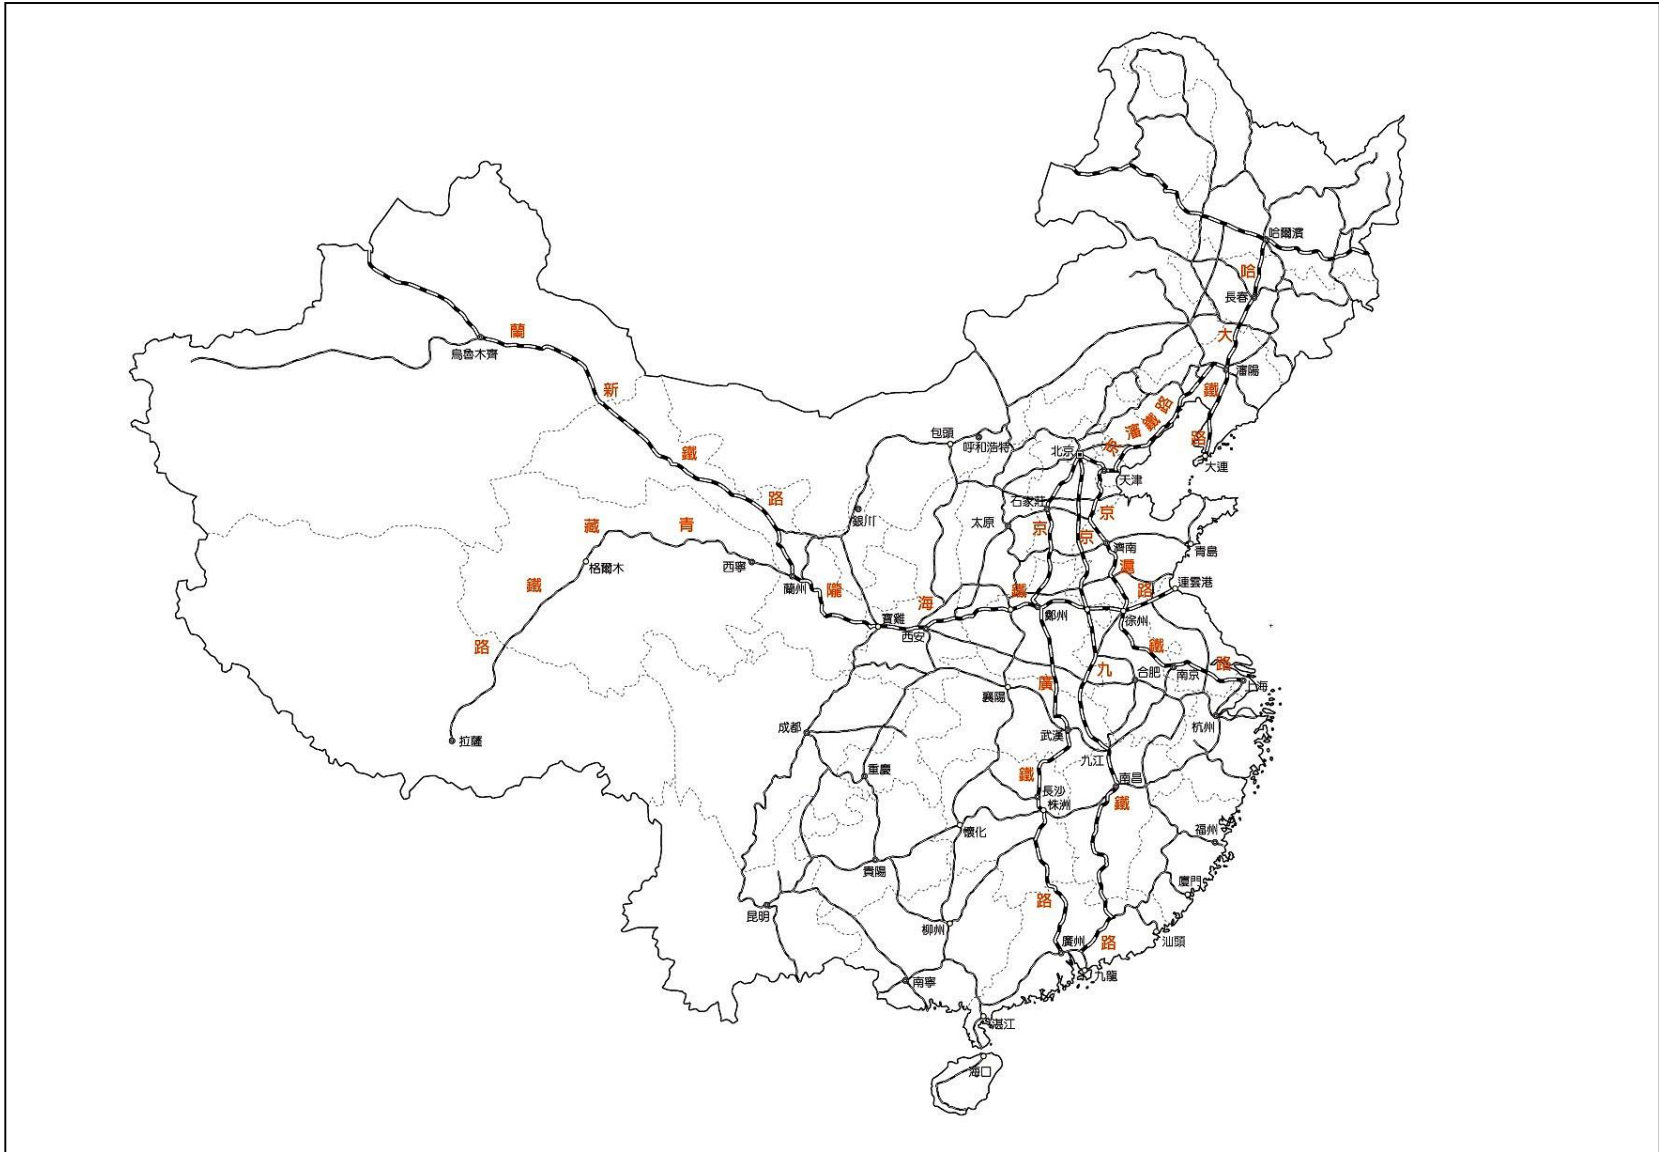 哈爾濱
哈
長春
大
蘭
烏魯木齊
瀋陽
新
鐵
京瀋鐵路
包頭
呼和浩特
路
鐵
北京
大連
天津
路
石家莊
京
銀川
太原
藏
青
京
京
濟南
青島
西寧
格爾木
滬
鐵
蘭州
隴
海
鐵
路
連雲港
寶雞
鄭州
徐州
西安
路
鐵
路
九
合肥
南京
上海
廣
襄陽
杭州
成都
武漢
拉薩
九江
重慶
鐵
南昌
長沙
株洲
鐵
懷化
福州
貴陽
廈門
路
昆明
柳州
廣州
路
汕頭
南寧
九龍
湛江
海口